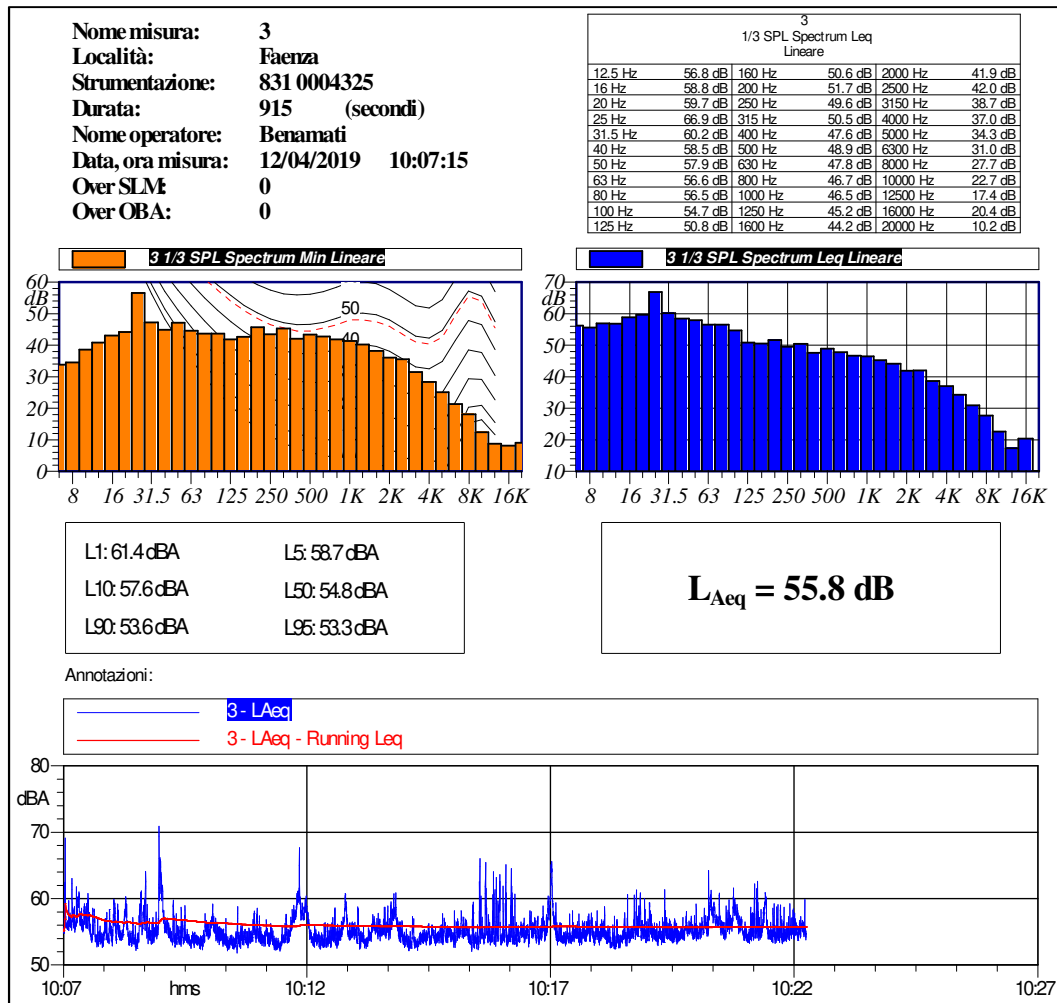 Nome misura: 3
Località: Faenza
Strumentazione: 831 0004325
Durata: 915 (secondi)
Nome operatore: Benamati
Data, ora misura: 12/04/2019 10:07:15
Over SLM: 0
Over OBA: 0
3
1/3 SPL Spectrum Leq
Lineare
12.5 Hz 56.8 dB 160 Hz 50.6 dB 2000 Hz 41.9 dB
16 Hz 58.8 dB 200 Hz 51.7 dB 2500 Hz 42.0 dB
20 Hz 59.7 dB 250 Hz 49.6 dB 3150 Hz 38.7 dB
25 Hz 66.9 dB 315 Hz 50.5 dB 4000 Hz 37.0 dB
31.5 Hz 60.2 dB 400 Hz 47.6 dB 5000 Hz 34.3 dB
40 Hz 58.5 dB 500 Hz 48.9 dB 6300 Hz 31.0 dB
50 Hz 57.9 dB 630 Hz 47.8 dB 8000 Hz 27.7 dB
63 Hz 56.6 dB 800 Hz 46.7 dB 10000 Hz 22.7 dB
80 Hz 56.5 dB 1000 Hz 46.5 dB 12500 Hz 17.4 dB
100 Hz 54.7 dB 1250 Hz 45.2 dB 16000 Hz 20.4 dB
125 Hz 50.8 dB 1600 Hz 44.2 dB 20000 Hz 10.2 dB
3 1/3 SPL Spectrum Min Lineare
60
dB
50
40
30
20
10
0
50
8 16 31.5 63 125 250 500 1K 2K 4K 8K 16K
3 1/3 SPL Spectrum Leq Lineare
70
dB
60
50
40
30
20
10
8 16 31.5 63 125 250 500 1K 2K 4K 8K 16K
L1: 61.4 dBA L5: 58.7 dBA
L10: 57.6 dBA L50: 54.8 dBA
L90: 53.6 dBA L95: 53.3 dBA
LAeq = 55.8 dB
Annotazioni:
3 - LAeq
3 - LAeq - Running Leq
80
dBA
70
60
50
10:07 hms 10:12 10:17 10:22 10:27